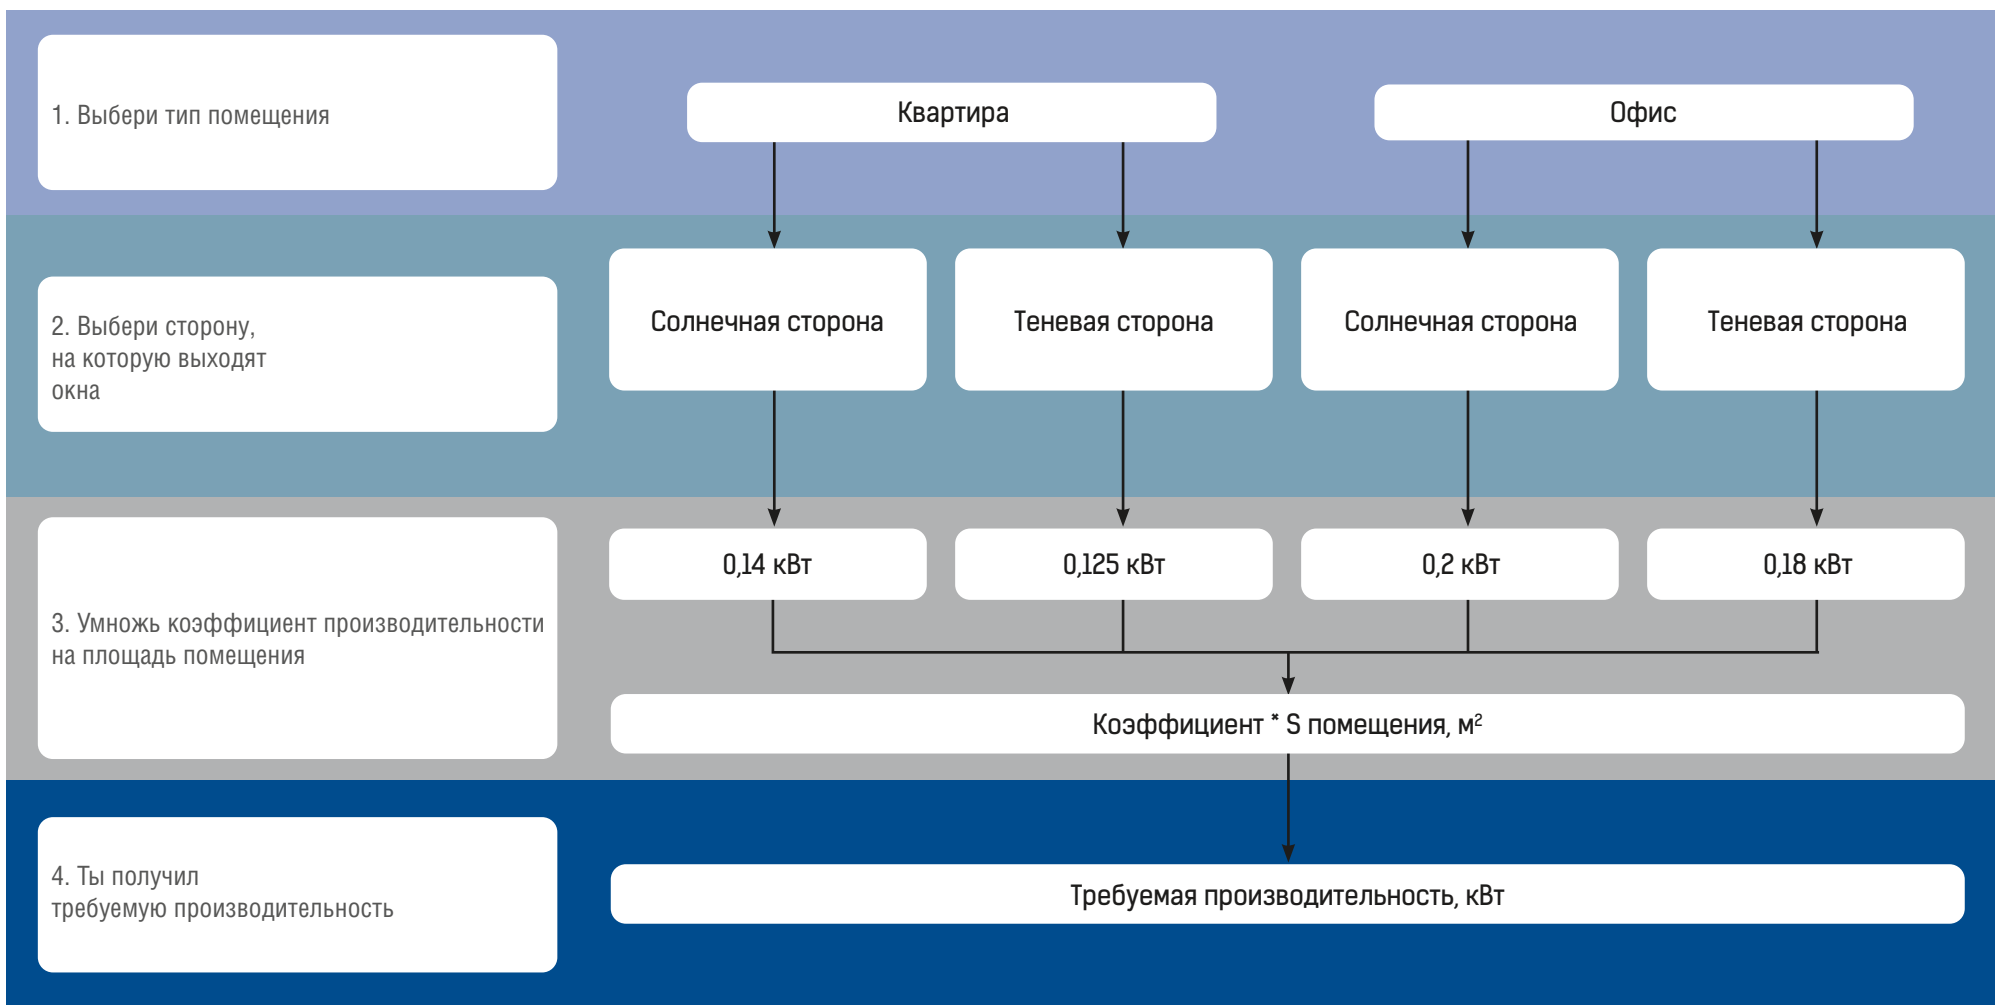 1. Выбери тип помещения
Квартира
Офис
2. Выбери сторону,
на которую выходят
окна
Солнечная сторона
Теневая сторона
Солнечная сторона
Теневая сторона
3. Умножь коэффициент производительности
на площадь помещения
0,14 кВт
0,125 кВт
0,2 кВт
0,18 кВт
Коэффициент * S помещения, м²
4. Ты получил
требуемую производительность
Требуемая производительность, кВт